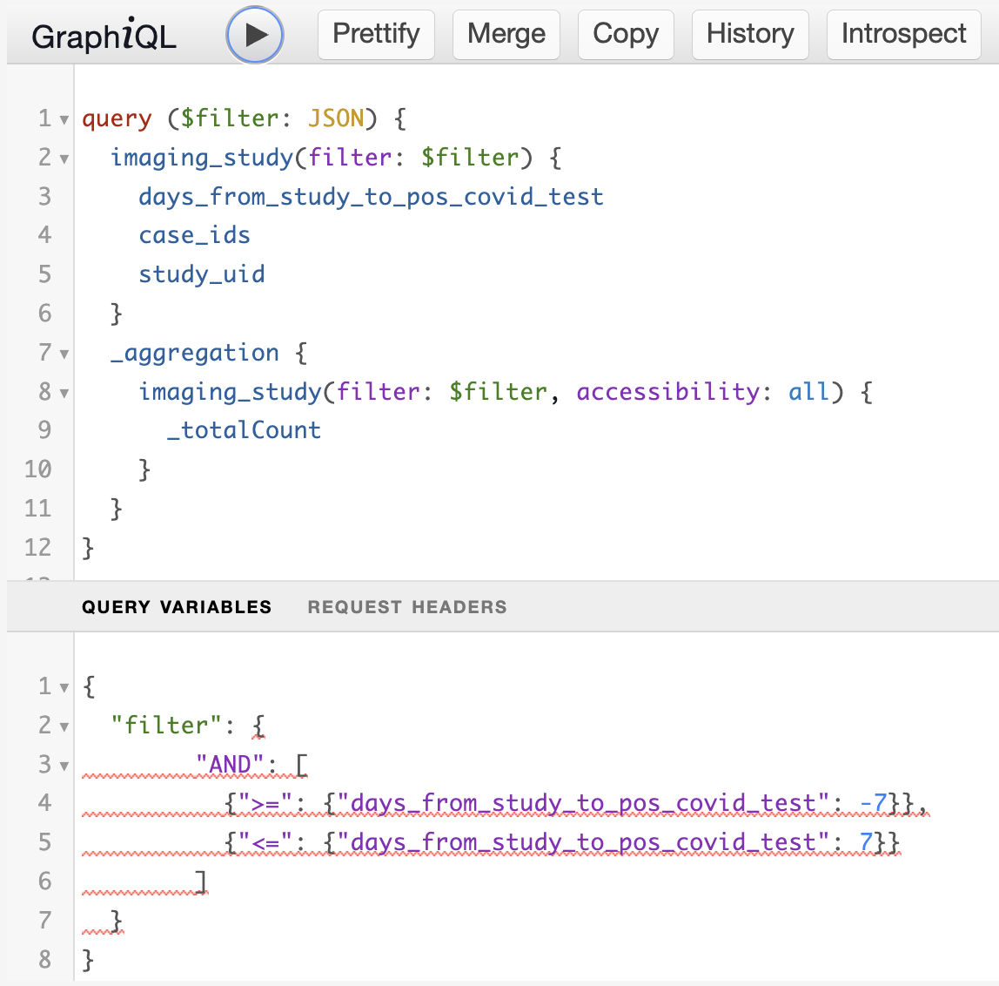 GraphiQL Prettify Merge Copy History Introspect
1 query ($filter: JSON) {
2 imaging_study(filter: $filter) {
3 days_from_study_to_pos_covid_test
4 case_ids
5 study_uid
6 }
7 _aggregation {
8 imaging_study(filter: $filter, accessibility: all) {
9 _totalCount
10 }
11 }
12 }
QUERY VARIABLES REQUEST HEADERS
1 {
2 "filter": {
3 "AND": [
4 {">=": {"days_from_study_to_pos_covid_test": -7}},
5 {"<=": {"days_from_study_to_pos_covid_test": 7}}
6 ]
7 }
8 }